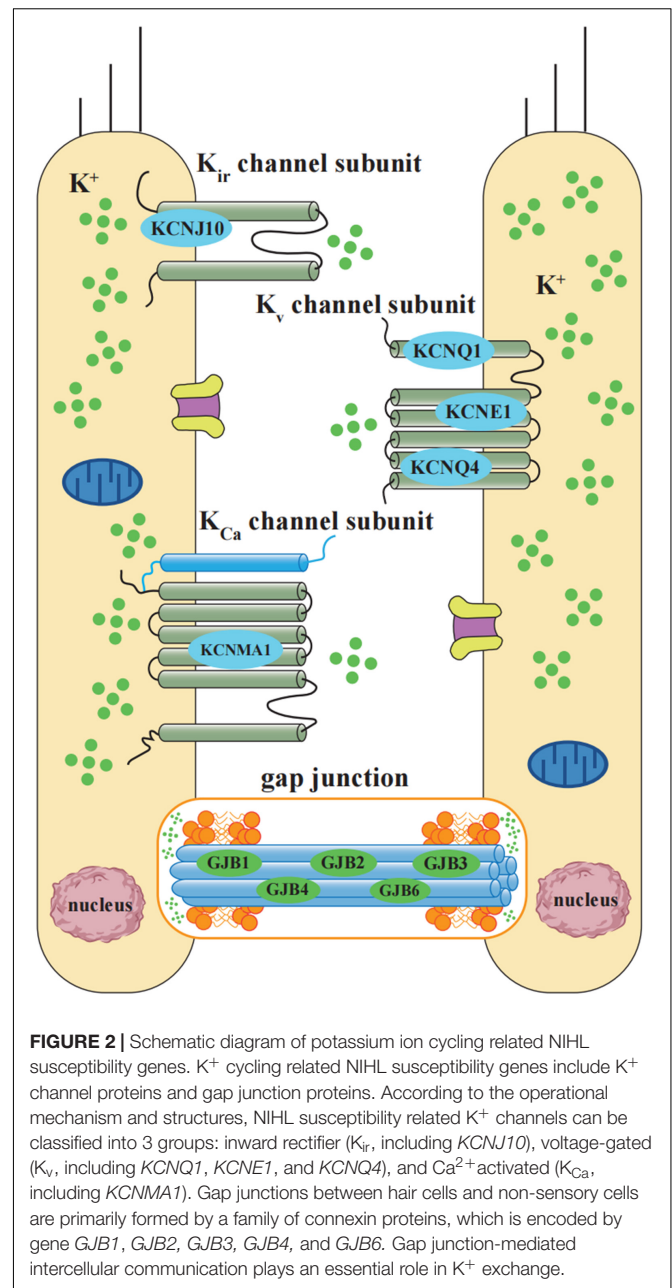 K_ir channel subunit
K⁺
KCNJ10
K_v channel subunit
K⁺
KCNQ1
KCNE1
KCNQ4
K_Ca channel subunit
KCNMA1
gap junction
GJB1 GJB2 GJB3
GJB4 GJB6
nucleus nucleus
FIGURE 2 | Schematic diagram of potassium ion cycling related NIHL
susceptibility genes. K⁺ cycling related NIHL susceptibility genes include K⁺
channel proteins and gap junction proteins. According to the operational
mechanism and structures, NIHL susceptibility related K⁺ channels can be
classified into 3 groups: inward rectifier (K_ir, including KCNJ10), voltage-gated
(K_v, including KCNQ1, KCNE1, and KCNQ4), and Ca²⁺activated (K_Ca,
including KCNMA1). Gap junctions between hair cells and non-sensory cells
are primarily formed by a family of connexin proteins, which is encoded by
gene GJB1, GJB2, GJB3, GJB4, and GJB6. Gap junction-mediated
intercellular communication plays an essential role in K⁺ exchange.